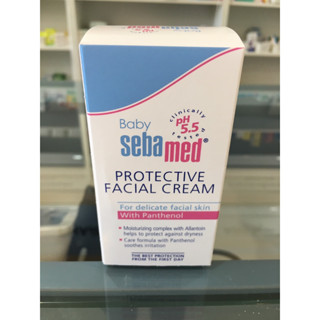 Baby
sebamed®
clinically tested
pH
5.5
PROTECTIVE
FACIAL CREAM
For delicate facial skin
With Panthenol
• Moisturizing complex with Allantoin
helps to protect against dryness
• Care formula with Panthenol
soothes irritation
THE BEST PROTECTION
FROM THE FIRST DAY